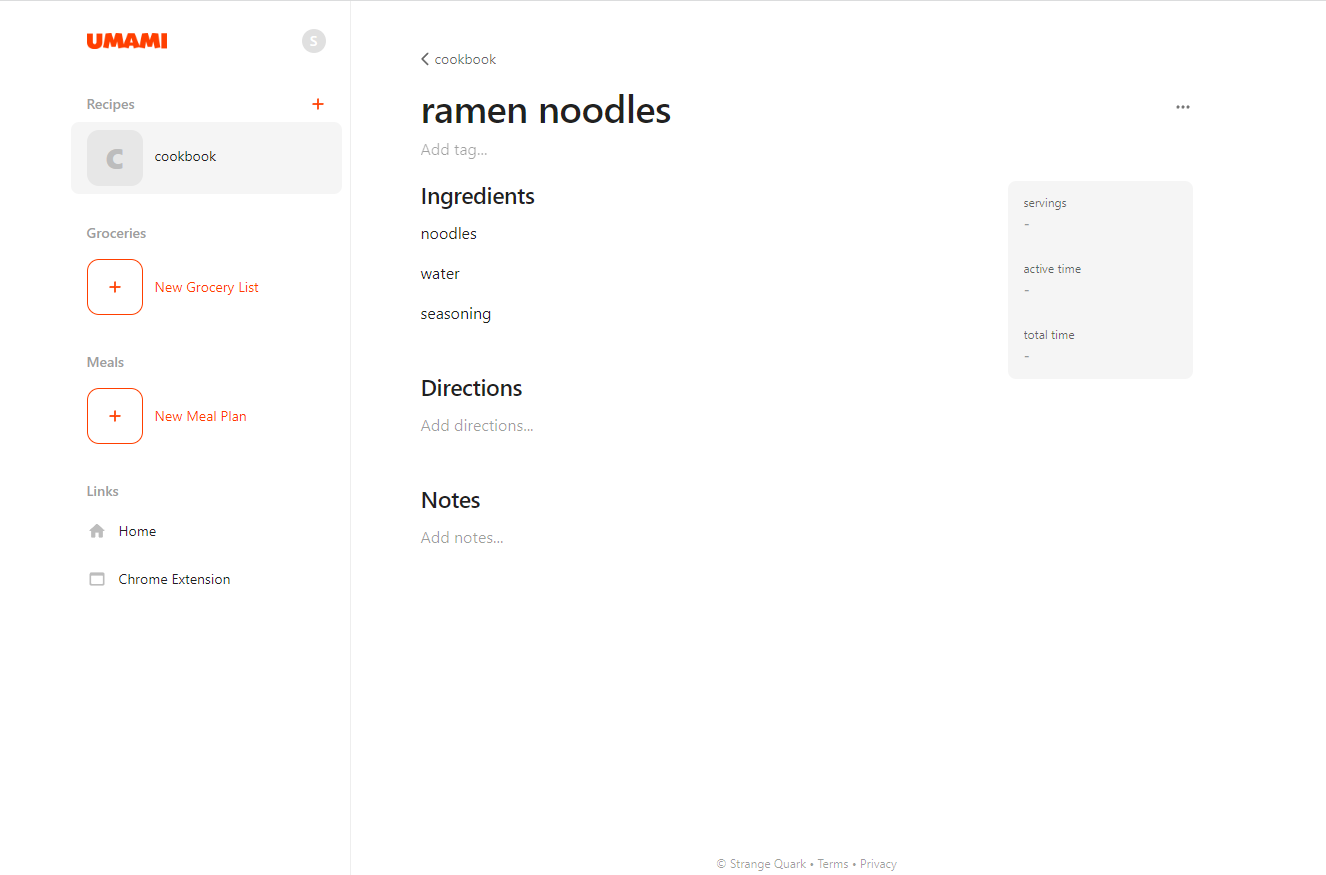 UMAMI
S
Recipes
C
cookbook
Groceries
New Grocery List
Meals
New Meal Plan
Links
Home
Chrome Extension
cookbook
ramen noodles
Add tag...
Ingredients
noodles
water
seasoning
servings
-
active time
-
total time
-
Directions
Add directions...
Notes
Add notes...
© Strange Quark • Terms • Privacy